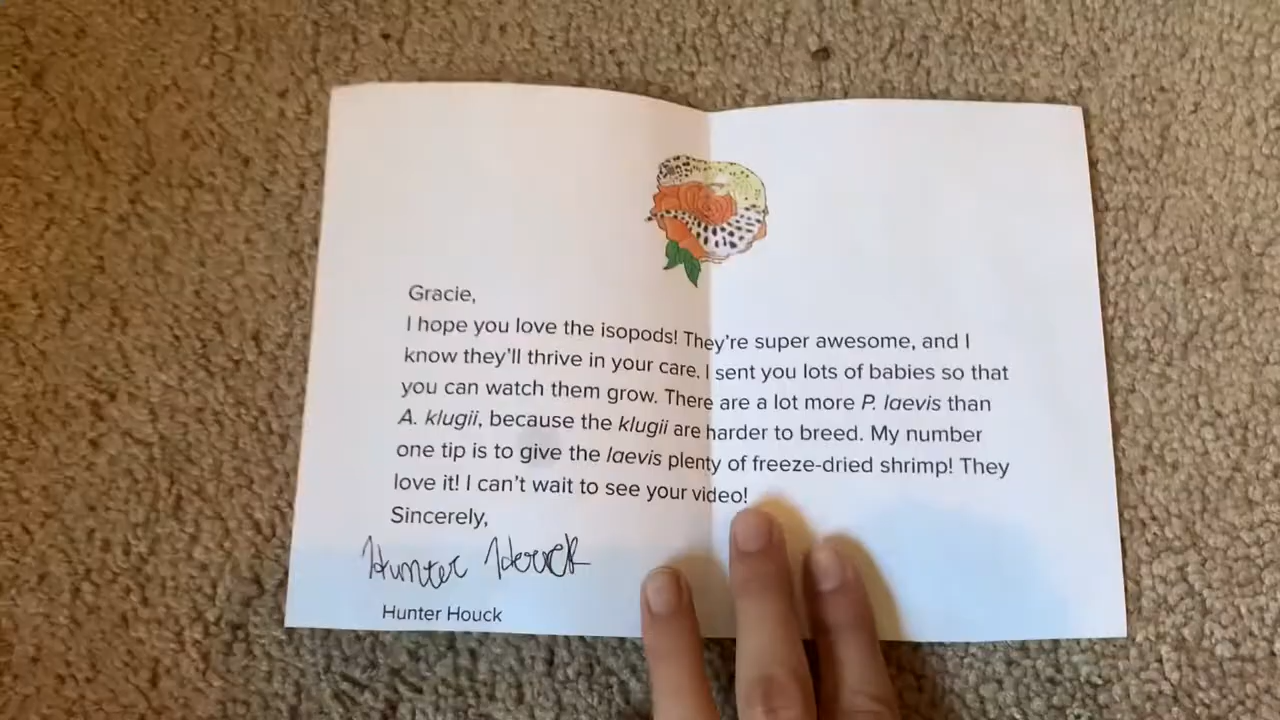 Gracie,
I hope you love the isopods! They're super awesome, and I
know they'll thrive in your care. I sent you lots of babies so that
you can watch them grow. There are a lot more P. laevis than
A. klugii, because the klugii are harder to breed. My number
one tip is to give the laevis plenty of freeze-dried shrimp! They
love it! I can't wait to see your video!
Sincerely,
Hunter Houck
Hunter Houck